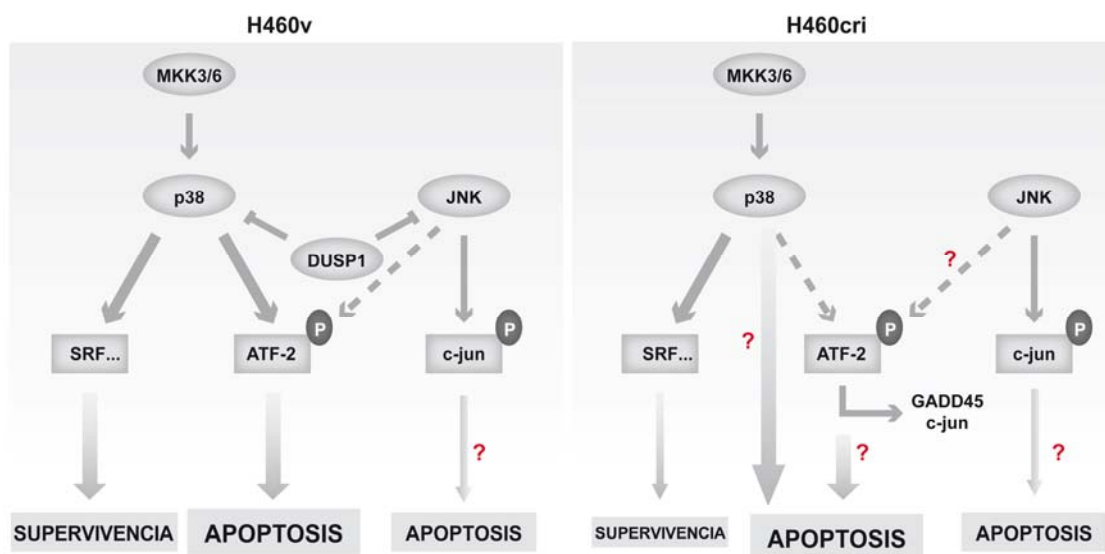 H460v
MKK3/6
p38
JNK
DUSP1
P
P
SRF...
ATF-2
c-jun
?
SUPERVIVENCIA
APOPTOSIS
APOPTOSIS
H460cri
MKK3/6
p38
JNK
?
P
P
?
SRF...
ATF-2
c-jun
GADD45
c-jun
?
?
SUPERVIVENCIA
APOPTOSIS
APOPTOSIS